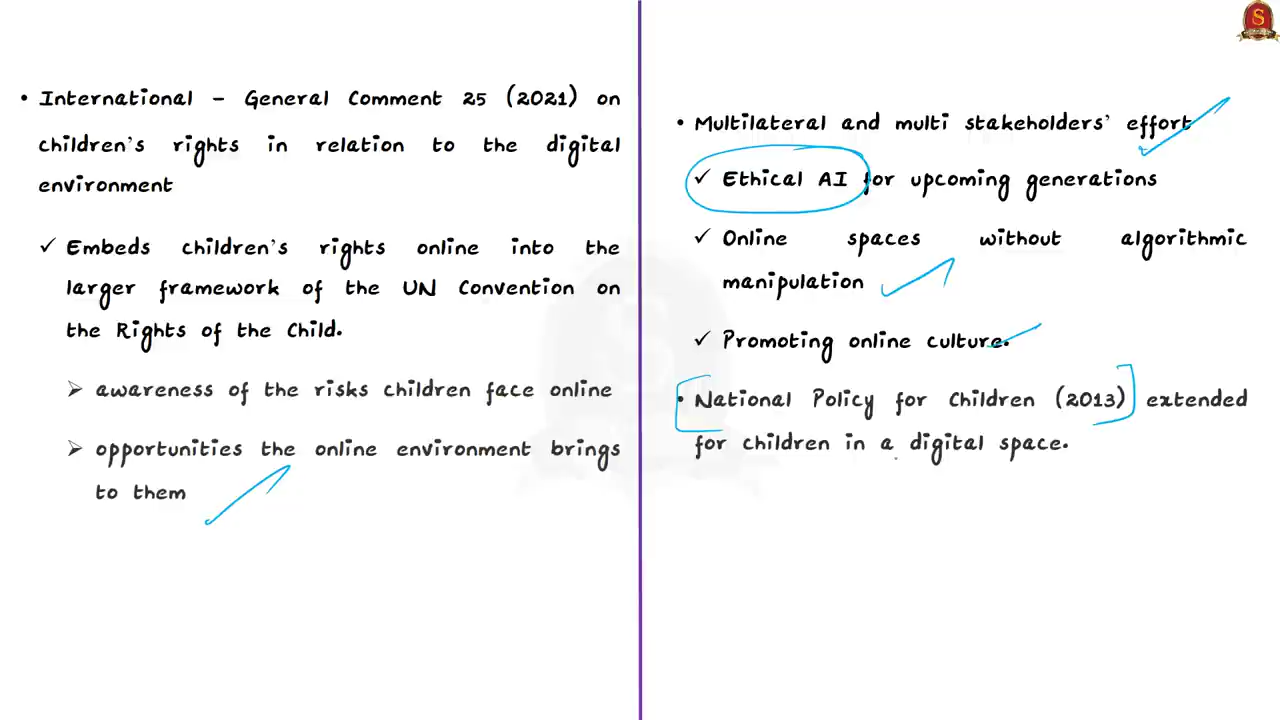 • International – General Comment 25 (2021) on
children's rights in relation to the digital
environment
✓ Embeds children's rights online into the
larger framework of the UN Convention on
the Rights of the Child.
➢ awareness of the risks children face online
➢ opportunities the online environment brings
to them
• Multilateral and multi stakeholders' effort
✓ Ethical AI for upcoming generations
✓ Online spaces without algorithmic
manipulation
✓ Promoting online culture.
• National Policy for Children (2013) extended
for children in a digital space.
S